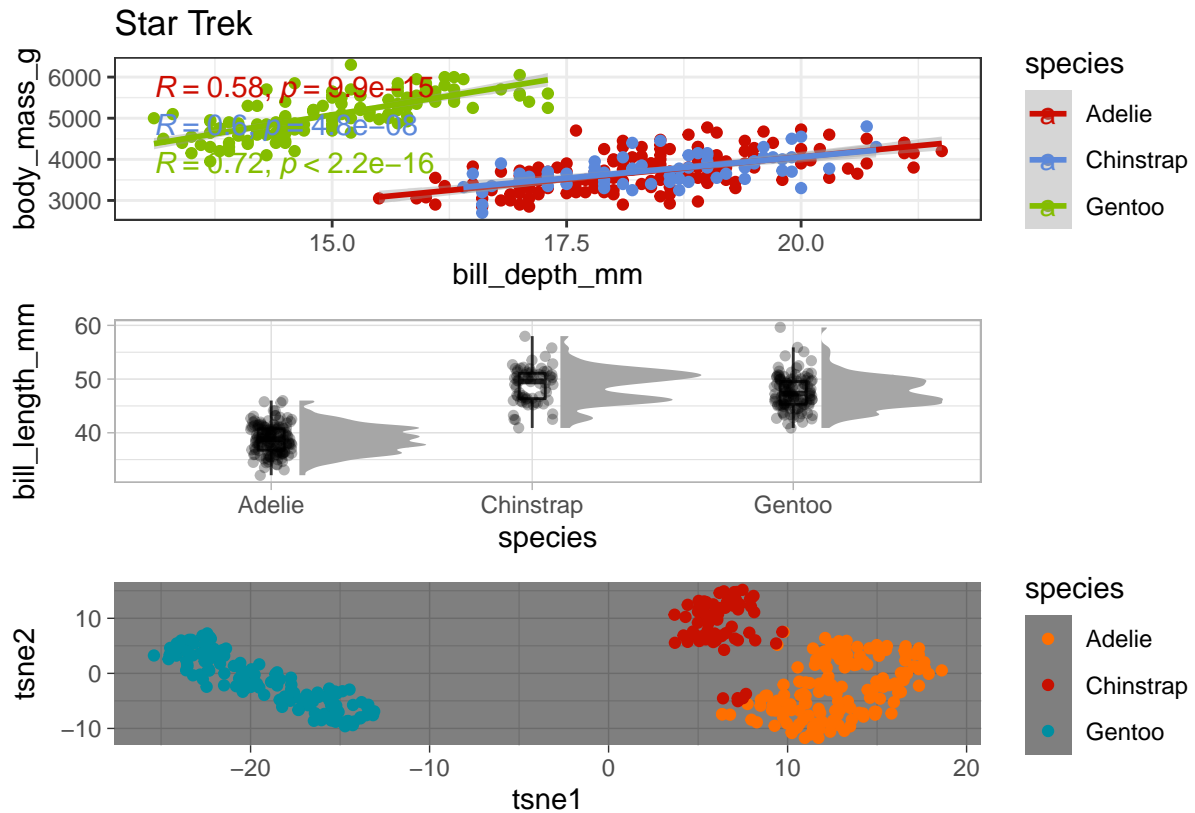 Star Trek
body_mass_g
6000
5000
4000
3000
R = 0.58, p = 9.9e−15
R = 0.6, p = 4.8e−08
R = 0.72, p < 2.2e−16
15.0 17.5 20.0
bill_depth_mm
species
a Adelie
a Chinstrap
a Gentoo
bill_length_mm
60
50
40
Adelie Chinstrap Gentoo
species
tsne2
10
0
−10
−20 −10 0 10 20
tsne1
species
Adelie
Chinstrap
Gentoo